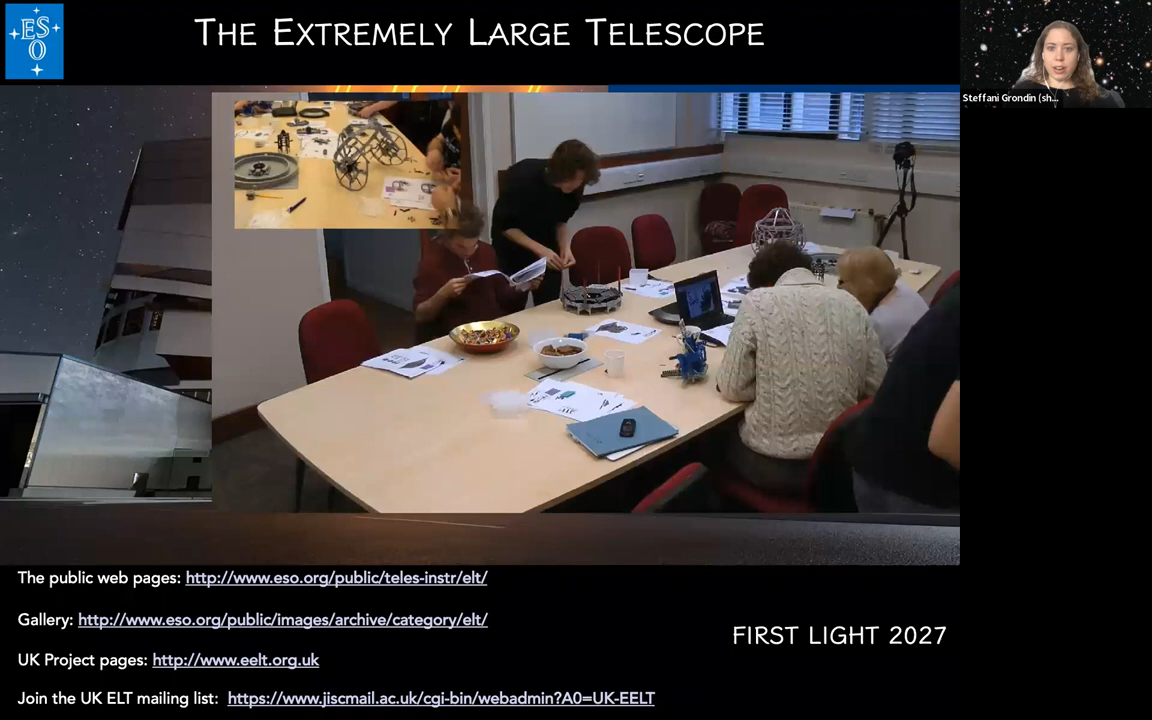 ES
O
THE EXTREMELY LARGE TELESCOPE
Steffani Grondin (sh...
The public web pages: http://www.eso.org/public/teles-instr/elt/
Gallery: http://www.eso.org/public/images/archive/category/elt/
FIRST LIGHT 2027
UK Project pages: http://www.eelt.org.uk
Join the UK ELT mailing list: https://www.jiscmail.ac.uk/cgi-bin/webadmin?A0=UK-EELT